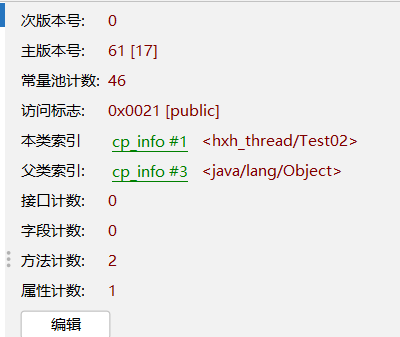 次版本号: 0
主版本号: 61 [17]
常量池计数: 46
访问标志: 0x0021 [public]
本类索引 cp_info #1 <hxh_thread/Test02>
父类索引: cp_info #3 <java/lang/Object>
接口计数: 0
字段计数: 0
方法计数: 2
属性计数: 1
编辑